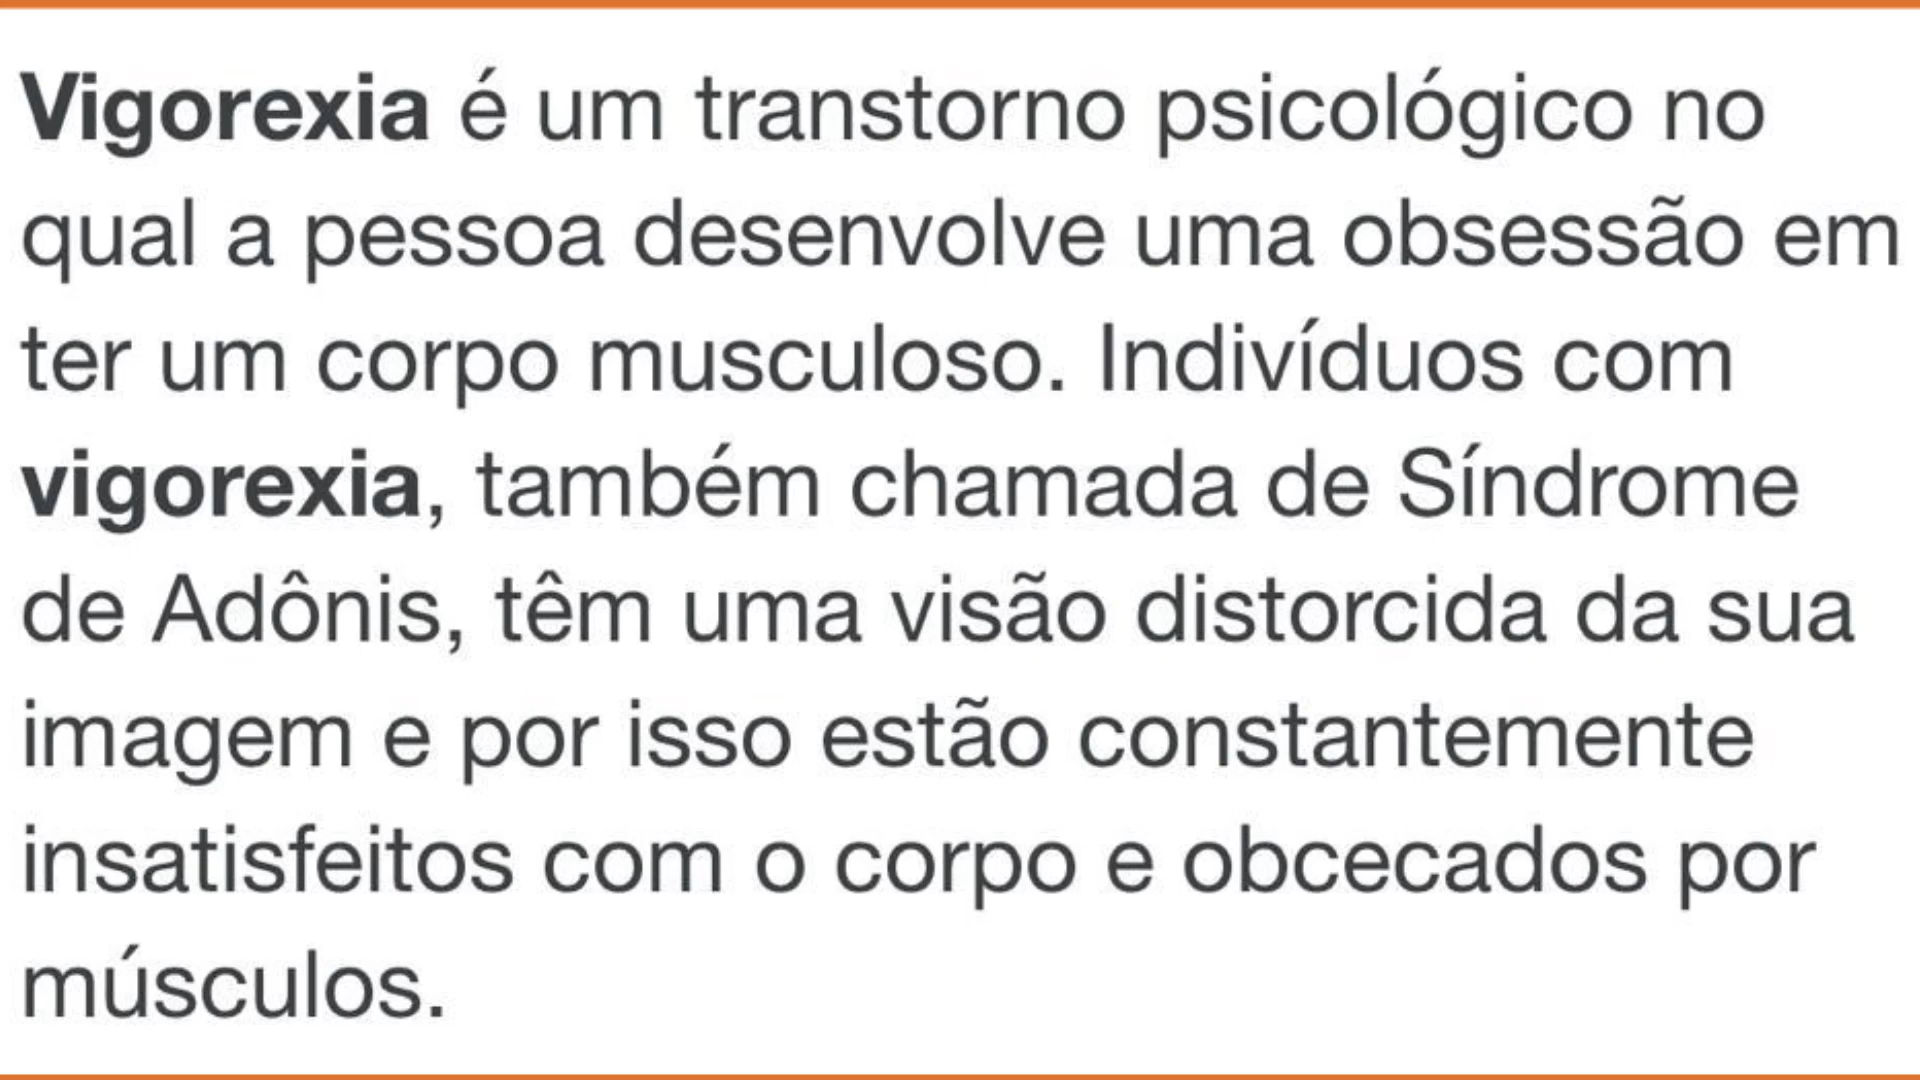 Vigorexia é um transtorno psicológico no
qual a pessoa desenvolve uma obsessão em
ter um corpo musculoso. Indivíduos com
vigorexia, também chamada de Síndrome
de Adônis, têm uma visão distorcida da sua
imagem e por isso estão constantemente
insatisfeitos com o corpo e obcecados por
músculos.